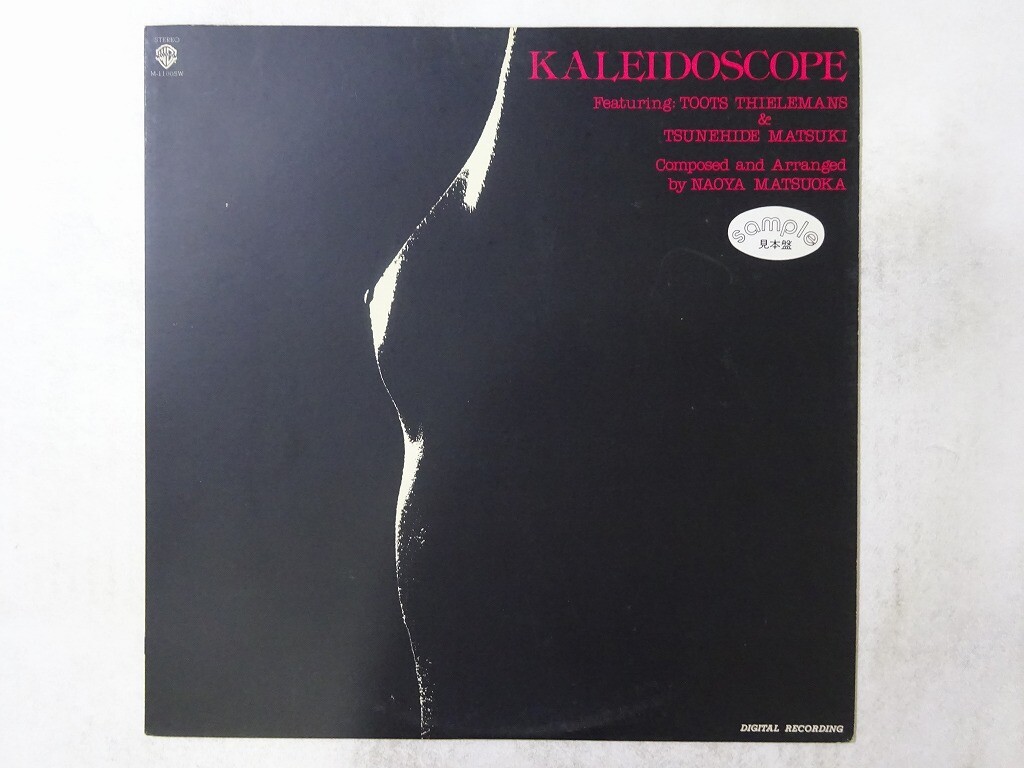 STEREO
KALEIDOSCOPE
Featuring: TOOTS THIELEMANS
&
TSUNEHIDE MATSUKI
Composed and Arranged
by NAOYA MATSUOKA
sample
見本盤
DIGITAL RECORDING